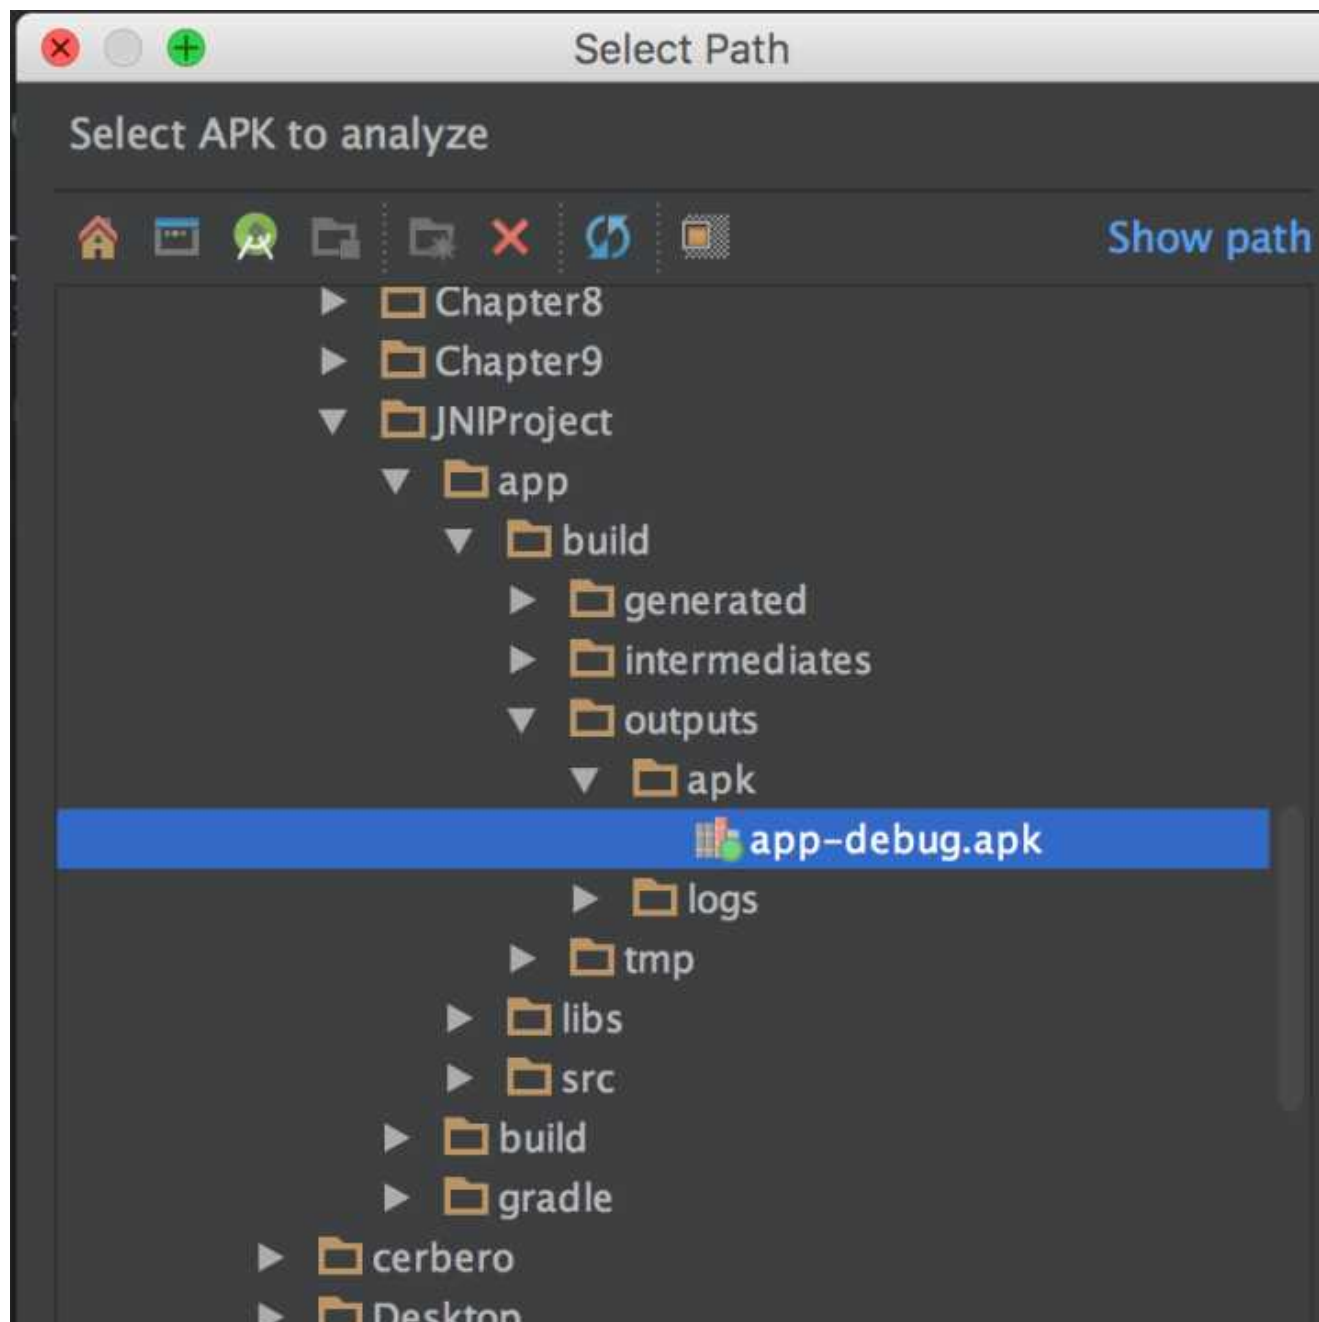 Select Path
Select APK to analyze
Show path
Chapter8
Chapter9
JNIProject
app
build
generated
intermediates
outputs
apk
app-debug.apk
logs
tmp
libs
src
build
gradle
cerbero
Desktop